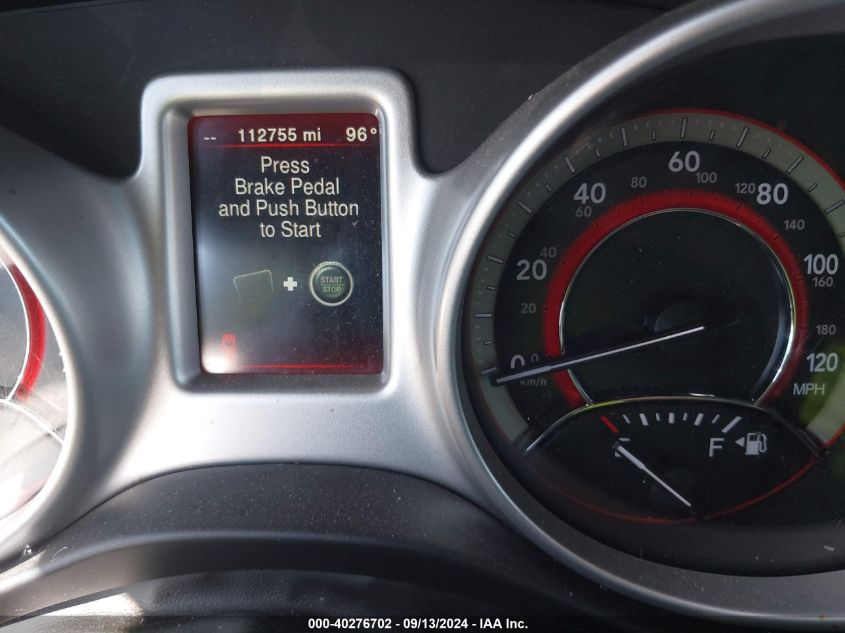 -- 112755 mi 96°
Press
Brake Pedal
and Push Button
to Start
START
STOP
0 20 40 60 80 100 120
MPH
0 20 40 60 80 100 120 140 160 180
km/h
F
000-40276702 - 09/13/2024 - IAA Inc.